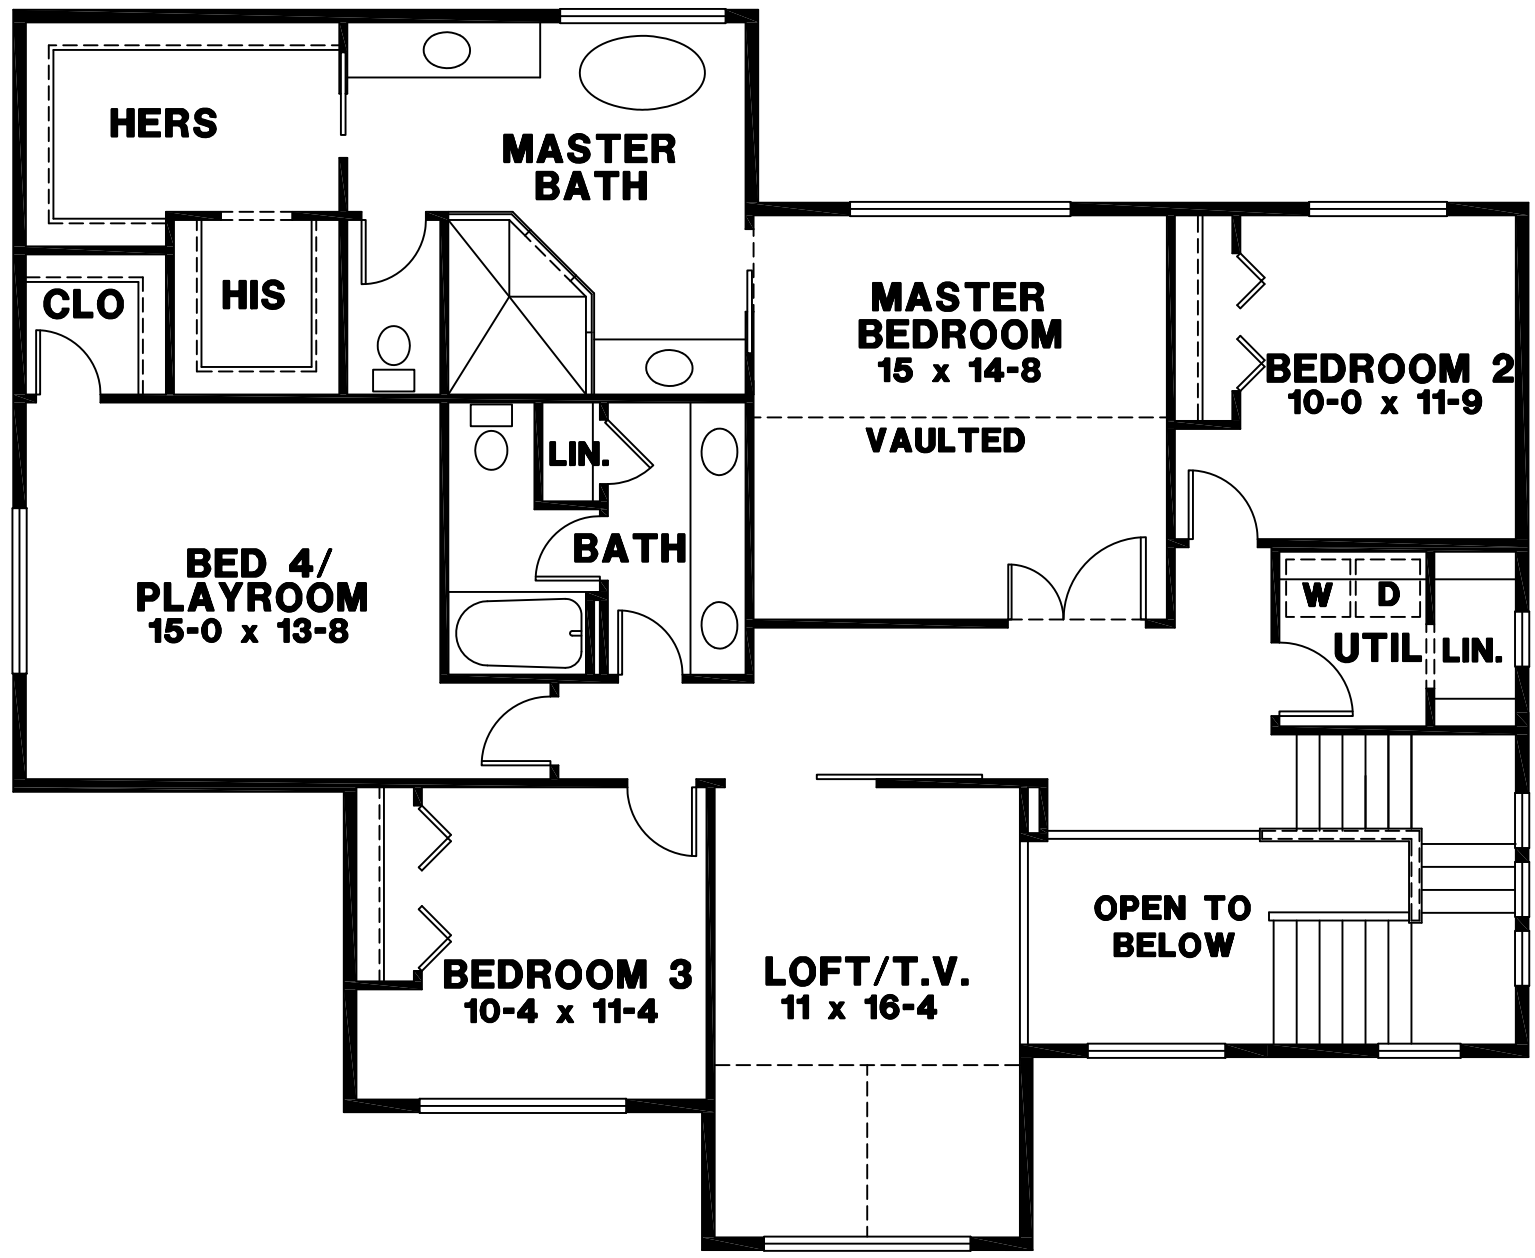 HERS
MASTER
BATH
CLO
HIS
MASTER
BEDROOM
15 x 14-8
VAULTED
BEDROOM 2
10-0 x 11-9
LIN.
BATH
BED 4/
PLAYROOM
15-0 x 13-8
W
D
UTIL
LIN.
OPEN TO
BELOW
BEDROOM 3
10-4 x 11-4
LOFT/T.V.
11 x 16-4